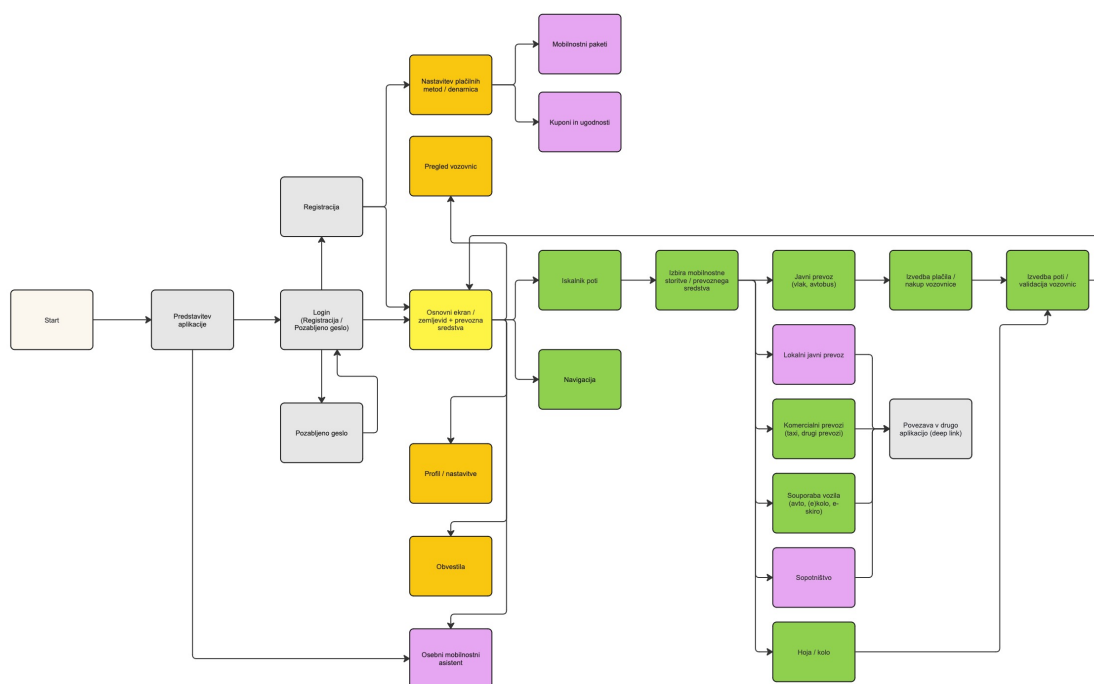 Mobilnostni paketi
Nastavitev plačilnih
metod / denarnica
Kuponi in ugodnosti
Pregled vozovnic
Registracija
Start
Predstavitev
aplikacije
Login
(Registracija /
Pozabljeno geslo)
Osnovni ekran /
zemljevid + prevozna
sredstva
Iskalnik poti
Izbira mobilnostne
storitve / prevoznega
sredstva
Javni prevoz
(vlak, avtobus)
Izvedba plačila /
nakup vozovnice
Izvedba poti /
validacija vozovnic
Navigacija
Lokalni javni prevoz
Pozabljeno geslo
Komercialni prevozi
(taxi, drugi prevozi)
Povezava v drugo
aplikacijo (deep link)
Profil / nastavitve
Souporaba vozila
(avto, (e)kolo, e-
skiro)
Obvestila
Sopotništvo
Osebni mobilnostni
asistent
Hoja / kolo